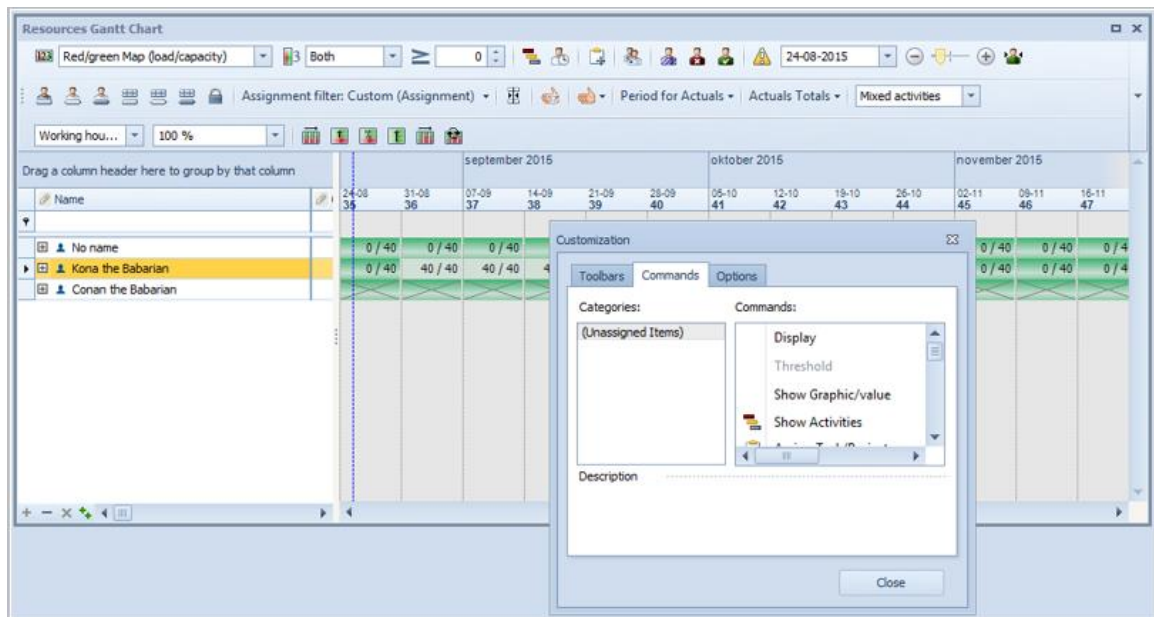 Resources Gantt Chart
123 Red/green Map (load/capacity) 3 Both 0 24-08-2015
Assignment filter: Custom (Assignment) Period for Actuals Actuals Totals Mixed activities
Working hou... 100 %
Drag a column header here to group by that column september 2015 oktober 2015 november 2015
Name 24-08 31-08 07-09 14-09 21-09 28-09 05-10 12-10 19-10 26-10 02-11 09-11 16-11
35 36 37 38 39 40 41 42 43 44 45 46 47
No name 0 / 40 0 / 40 0 / 40 0 / 40 0 / 40 0 / 4
Kona the Babarian 0 / 40 40 / 40 40 / 40 4 0 / 40 0 / 40 0 / 4
Conan the Babarian
Customization
Toolbars Commands Options
Categories: Commands:
(Unassigned Items) Display
Threshold
Show Graphic/value
Show Activities
Description
Close